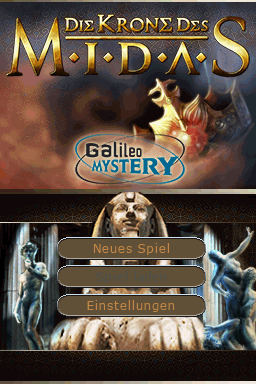 DIE KRONE DES
M·I·D·A·S
Galileo
MYSTERY
Neues Spiel
Einstellungen